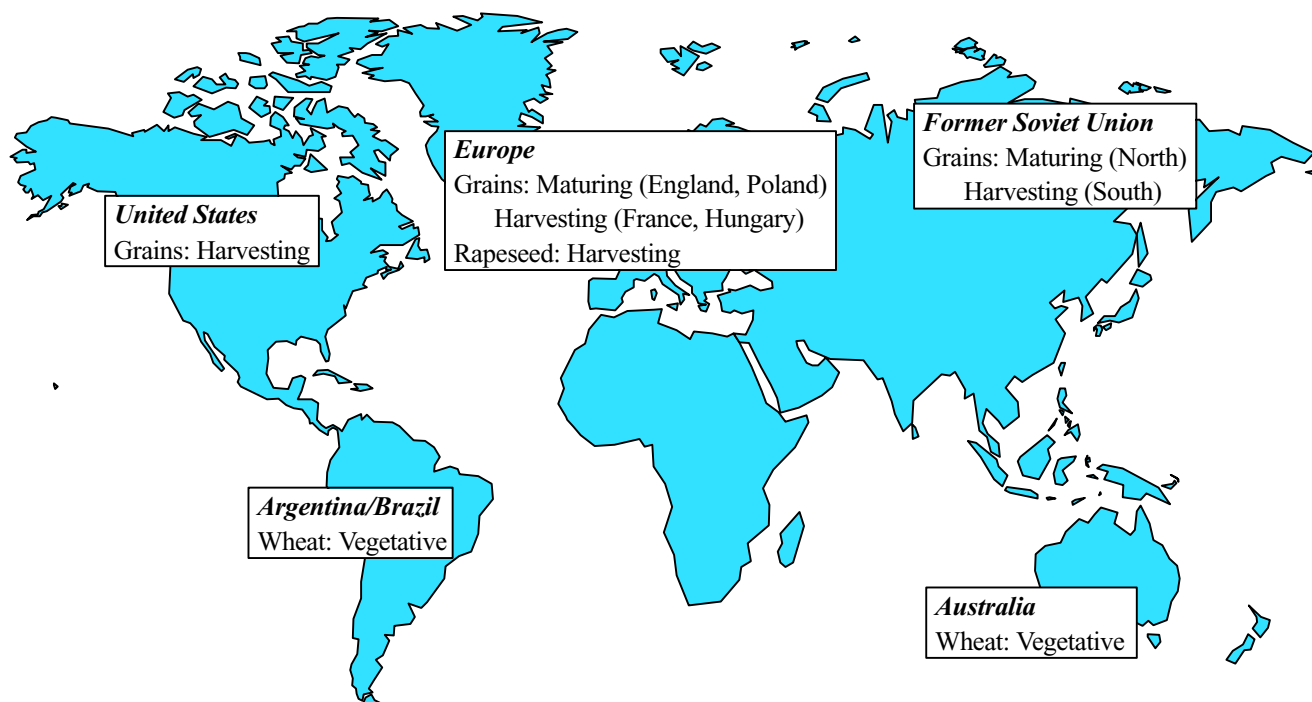 Former Soviet Union
Grains: Maturing (North)
Harvesting (South)
Europe
Grains: Maturing (England, Poland)
Harvesting (France, Hungary)
Rapeseed: Harvesting
United States
Grains: Harvesting
Argentina/Brazil
Wheat: Vegetative
Australia
Wheat: Vegetative